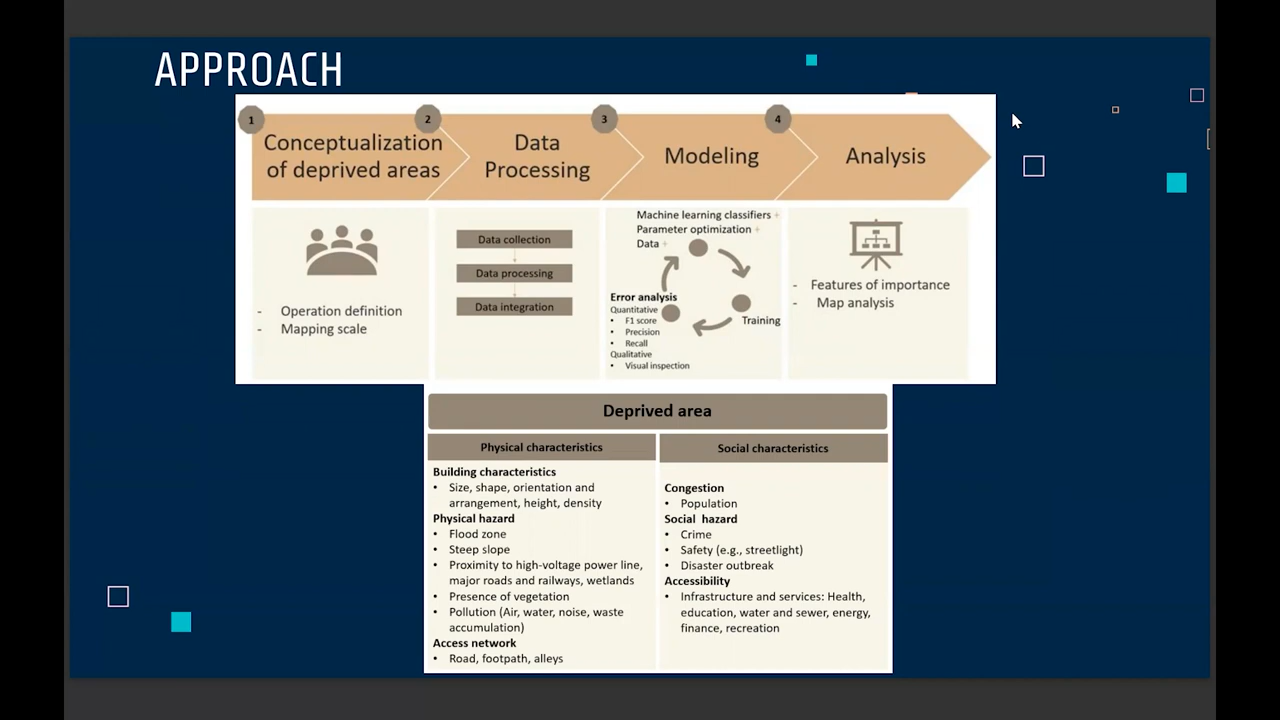 APPROACH
1
2
3
4
Conceptualization
of deprived areas
Data
Processing
Modeling
Analysis
- Operation definition
- Mapping scale
Data collection
Data processing
Data integration
Machine learning classifiers +
Parameter optimization +
Data +
Training
Error analysis
Quantitative
• F1 score
• Precision
• Recall
Qualitative
• Visual inspection
- Features of importance
- Map analysis
Deprived area
Physical characteristics
Building characteristics
• Size, shape, orientation and
arrangement, height, density
Physical hazard
• Flood zone
• Steep slope
• Proximity to high-voltage power line,
major roads and railways, wetlands
• Presence of vegetation
• Pollution (Air, water, noise, waste
accumulation)
Access network
• Road, footpath, alleys
Social characteristics
Congestion
• Population
Social hazard
• Crime
• Safety (e.g., streetlight)
• Disaster outbreak
Accessibility
• Infrastructure and services: Health,
education, water and sewer, energy,
finance, recreation